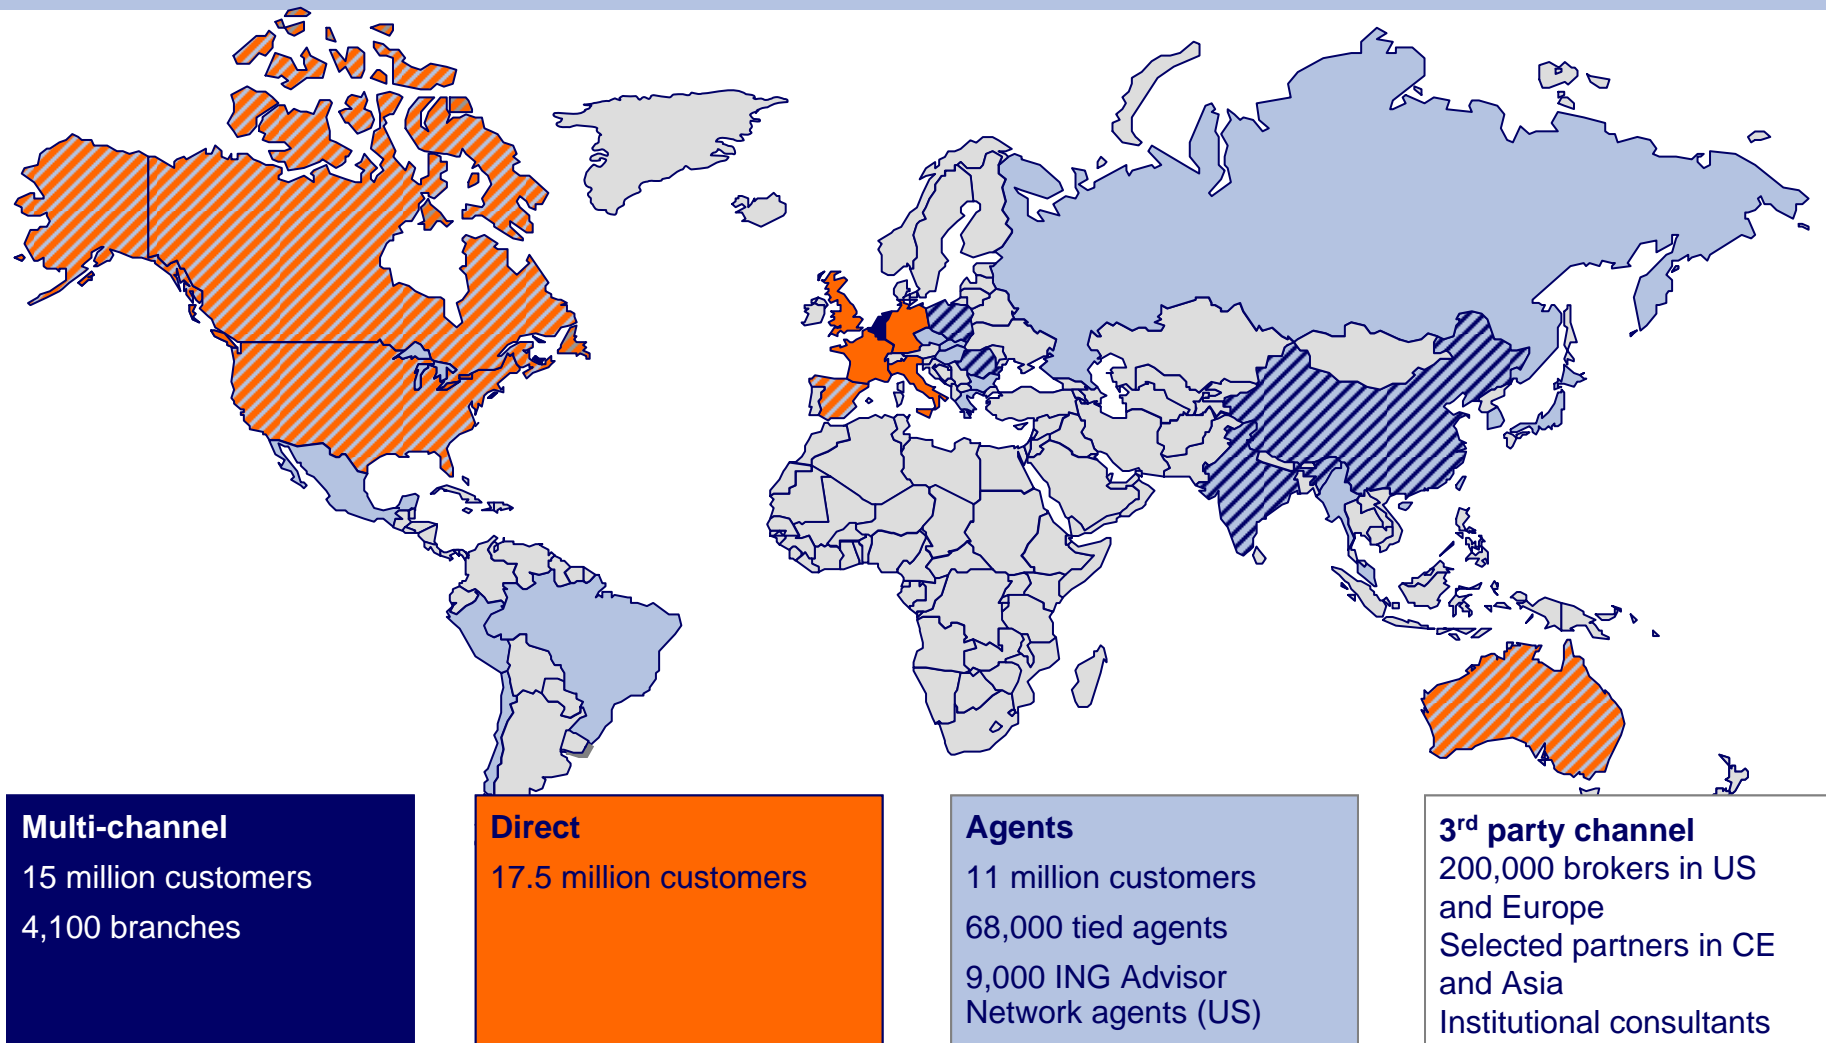 Multi-channel
15 million customers
4,100 branches
Direct
17.5 million customers
Agents
11 million customers
68,000 tied agents
9,000 ING Advisor
Network agents (US)
3rd party channel
200,000 brokers in US
and Europe
Selected partners in CE
and Asia
Institutional consultants